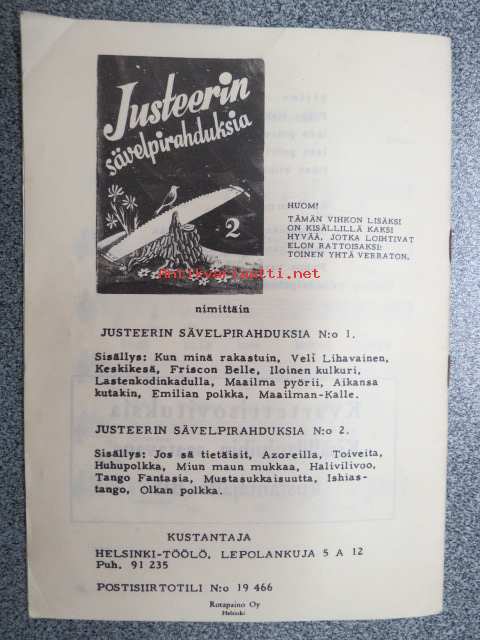 Justeerin
sävelpirahduksia
2
HUOM!
TÄMÄN VIHKON LISÄKSI
ON KISÄLLILLÄ KAKSI
HYVÄÄ, JOTKA LOIHTIVAT
ELON RATTOISAKSI:
TOINEN YHTÄ VERRATON,
Antikvariaatti.net
nimittäin
JUSTEERIN SÄVELPIRAHDUKSIA N:o 1.
Sisällys: Kun minä rakastuin, Veli Lihavainen,
Keskikesä, Friscon Belle, Iloinen kulkuri,
Lastenkodinkadulla, Maailma pyörii, Aikansa
kutakin, Emilian polkka, Maailman-Kalle.
JUSTEERIN SÄVELPIRAHDUKSIA N:o 2.
Sisällys: Jos sä tietäisit, Azoreilla, Toiveita,
Huhupolkka, Miun maun mukkaa, Halivilivoo,
Tango Fantasia, Mustasukkaisuutta, Ishias-
tango, Olkan polkka.
KUSTANTAJA
HELSINKI-TÖÖLÖ, LEPOLANKUJA 5 A 12
Puh. 91 235
POSTISIIRTOTILI N:o 19 466
Rotapaino Oy
Helsinki